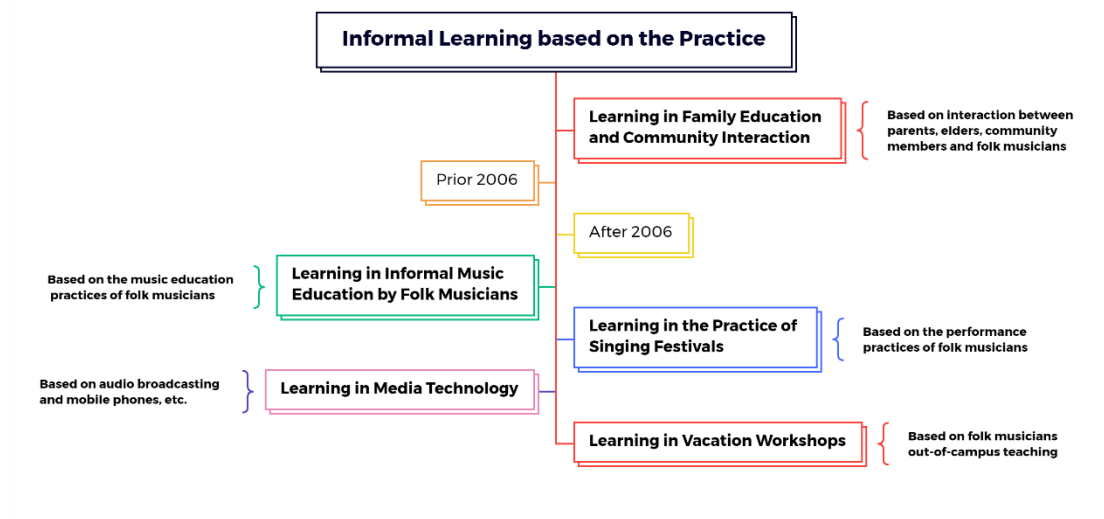 Informal Learning based on the Practice
Learning in Family Education
and Community Interaction
Based on interaction between
parents, elders, community
members and folk musicians
Prior 2006
After 2006
Based on the music education
practices of folk musicians
Learning in Informal Music
Education by Folk Musicians
Learning in the Practice of
Singing Festivals
Based on the performance
practices of folk musicians
Based on audio broadcasting
and mobile phones, etc.
Learning in Media Technology
Learning in Vacation Workshops
Based on folk musicians
out-of-campus teaching